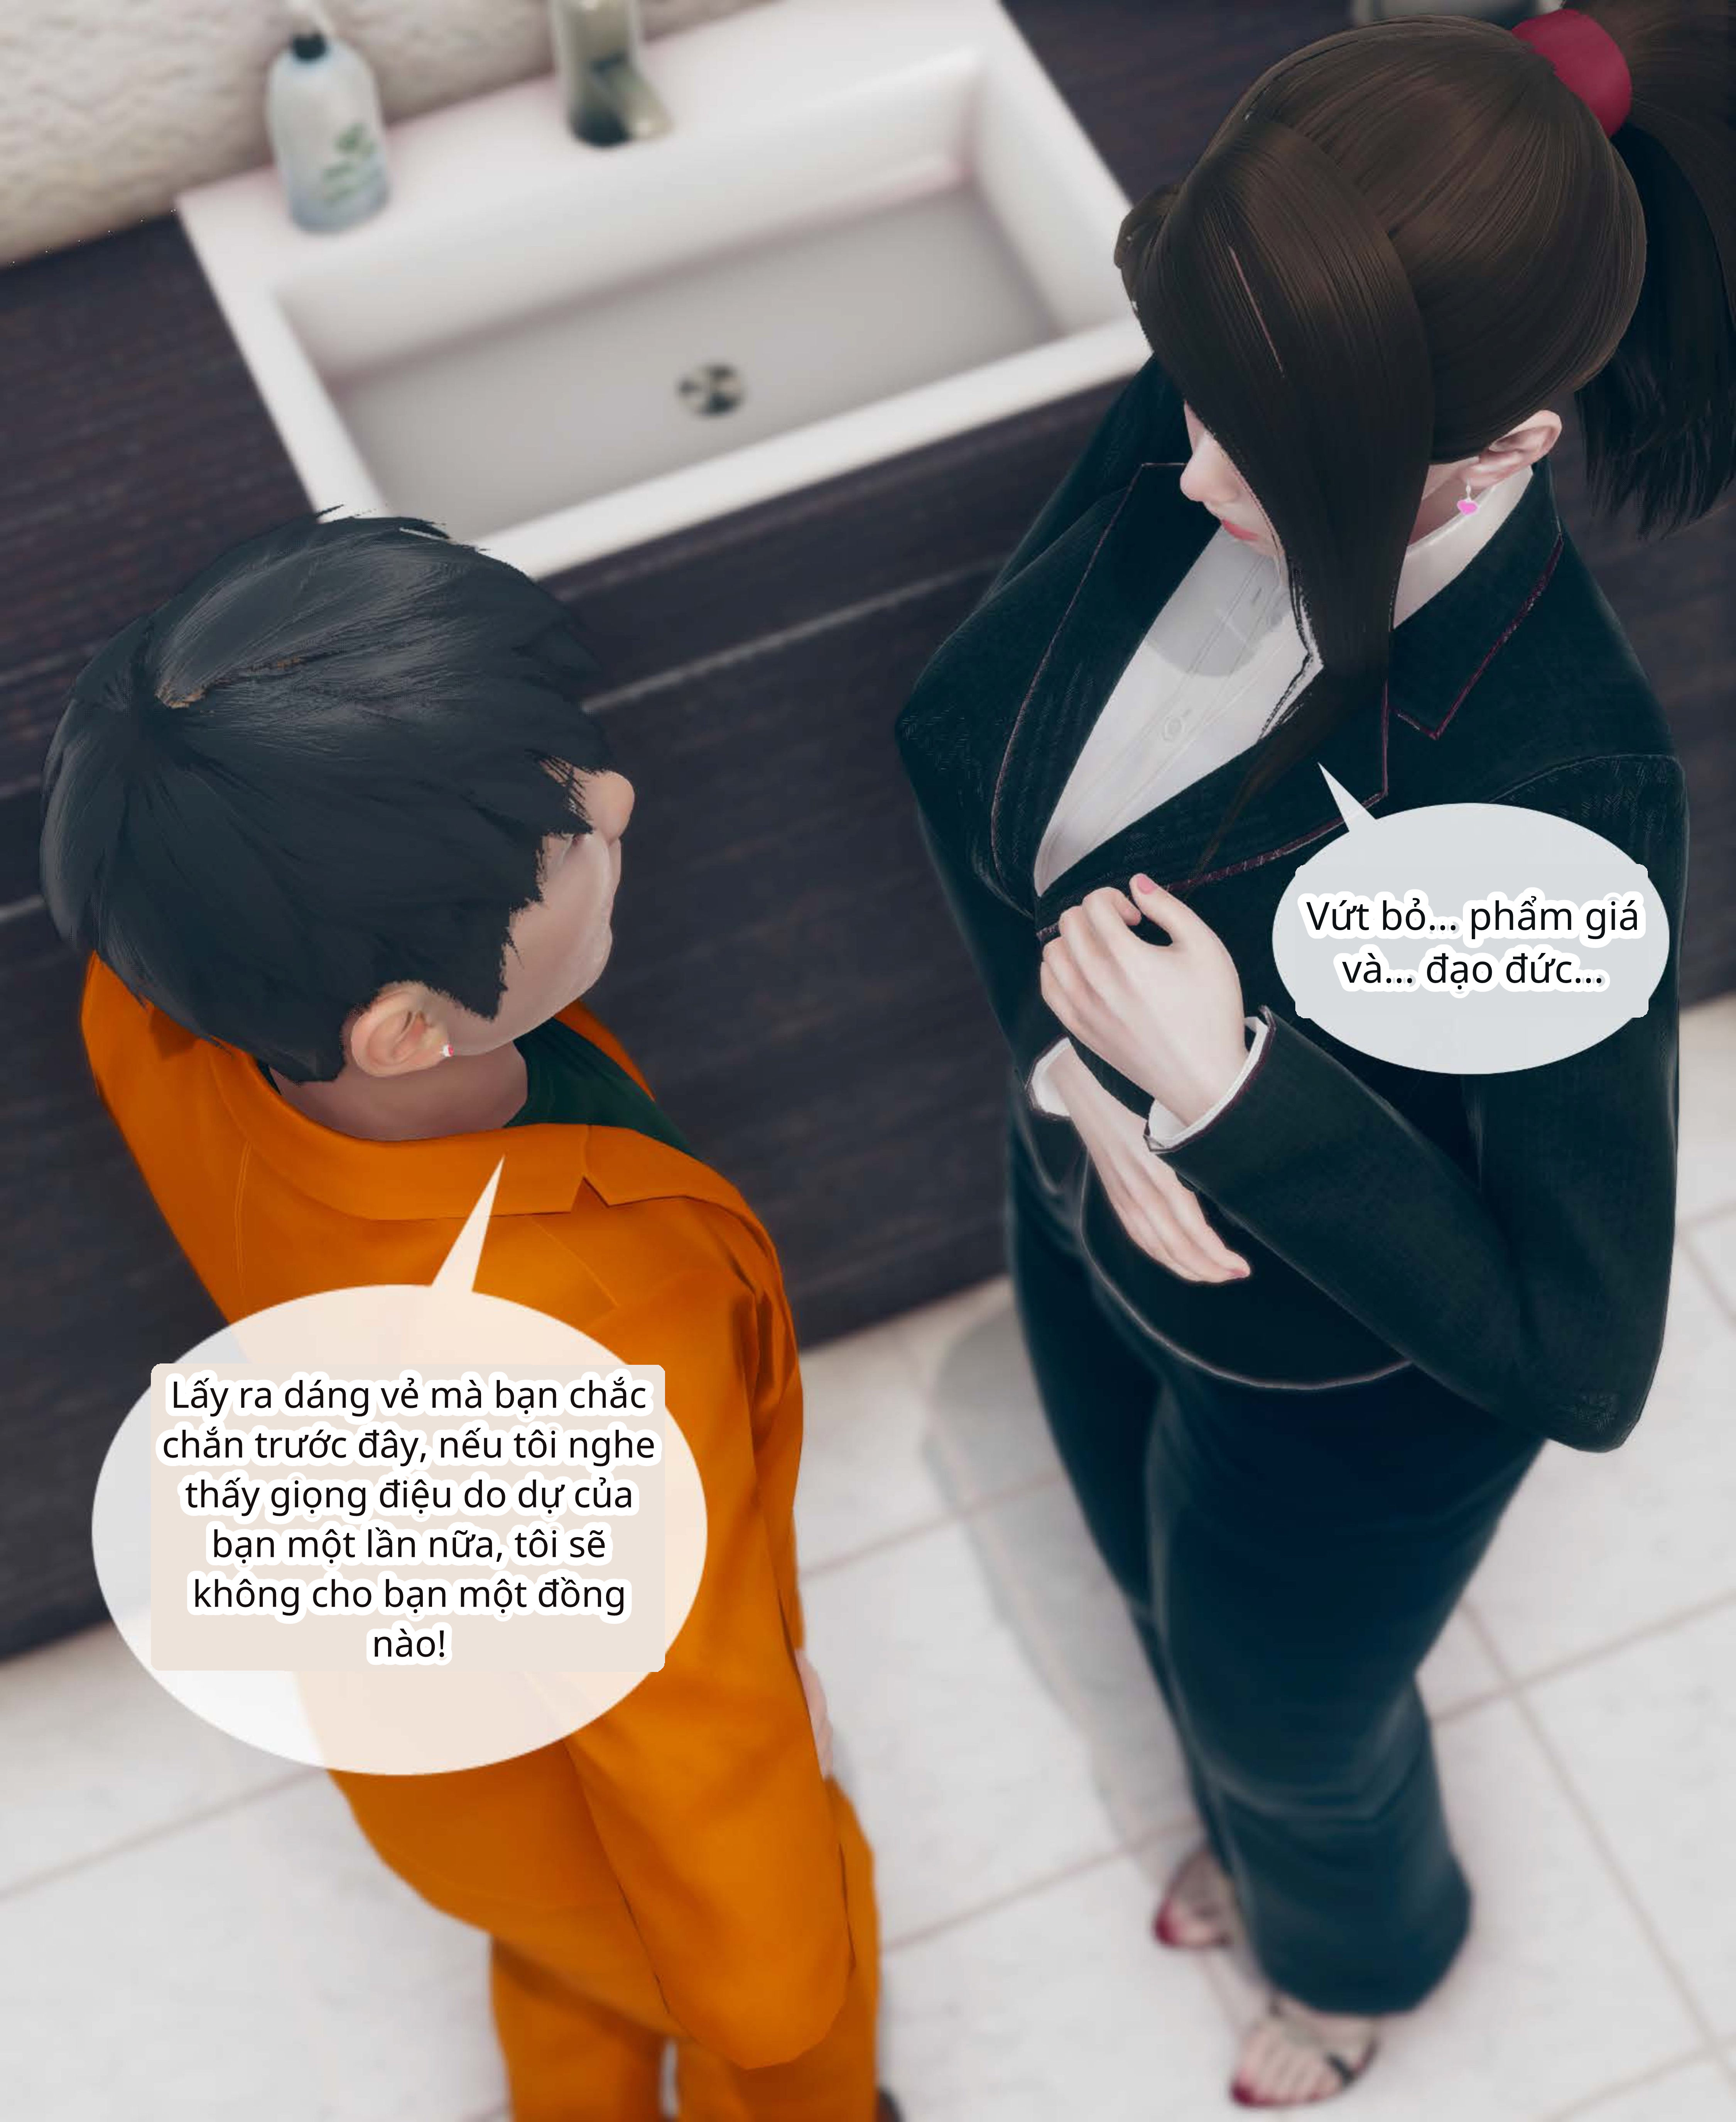 Vứt bỏ... phẩm giá
và... đạo đức...
Lấy ra dáng vẻ mà bạn chắc
chắn trước đây, nếu tôi nghe
thấy giọng điệu do dự của
bạn một lần nữa, tôi sẽ
không cho bạn một đồng
nào!